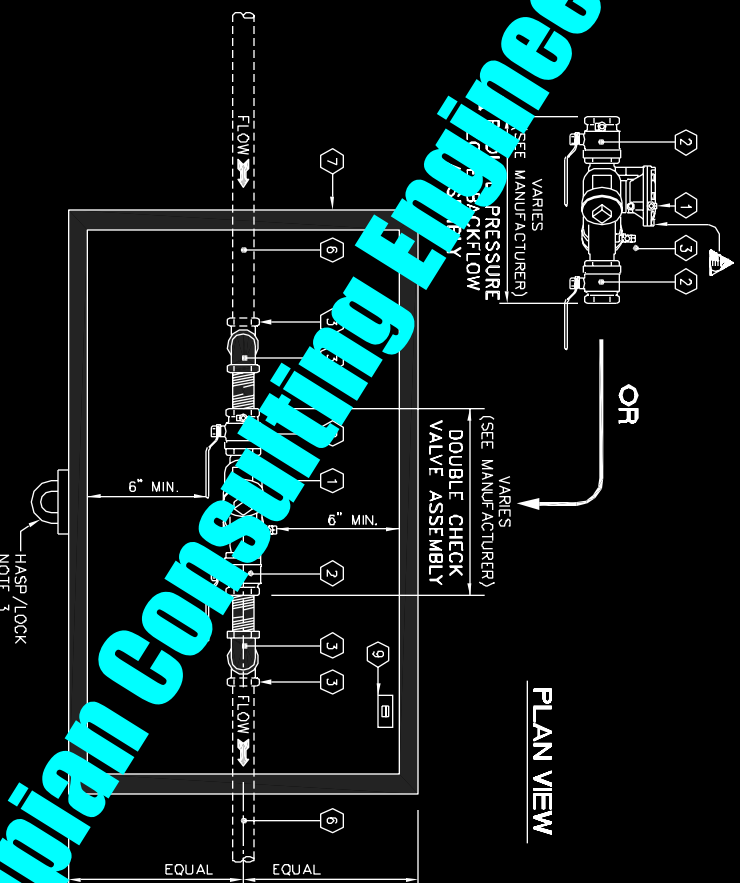 PLAN VIEW
OR
VARIES
(SEE MANUFACTURER)
PRESSURE
BACKFLOW
VARIES
(SEE MANUFACTURER)
DOUBLE CHECK
VALVE ASSEMBLY
2
1
3
2
7
6
3
3
1
2
3
3
9
6
FLOW
FLOW
6" MIN.
6" MIN.
HASP/LOCK
NOTE 3
EQUAL
EQUAL
Consulting